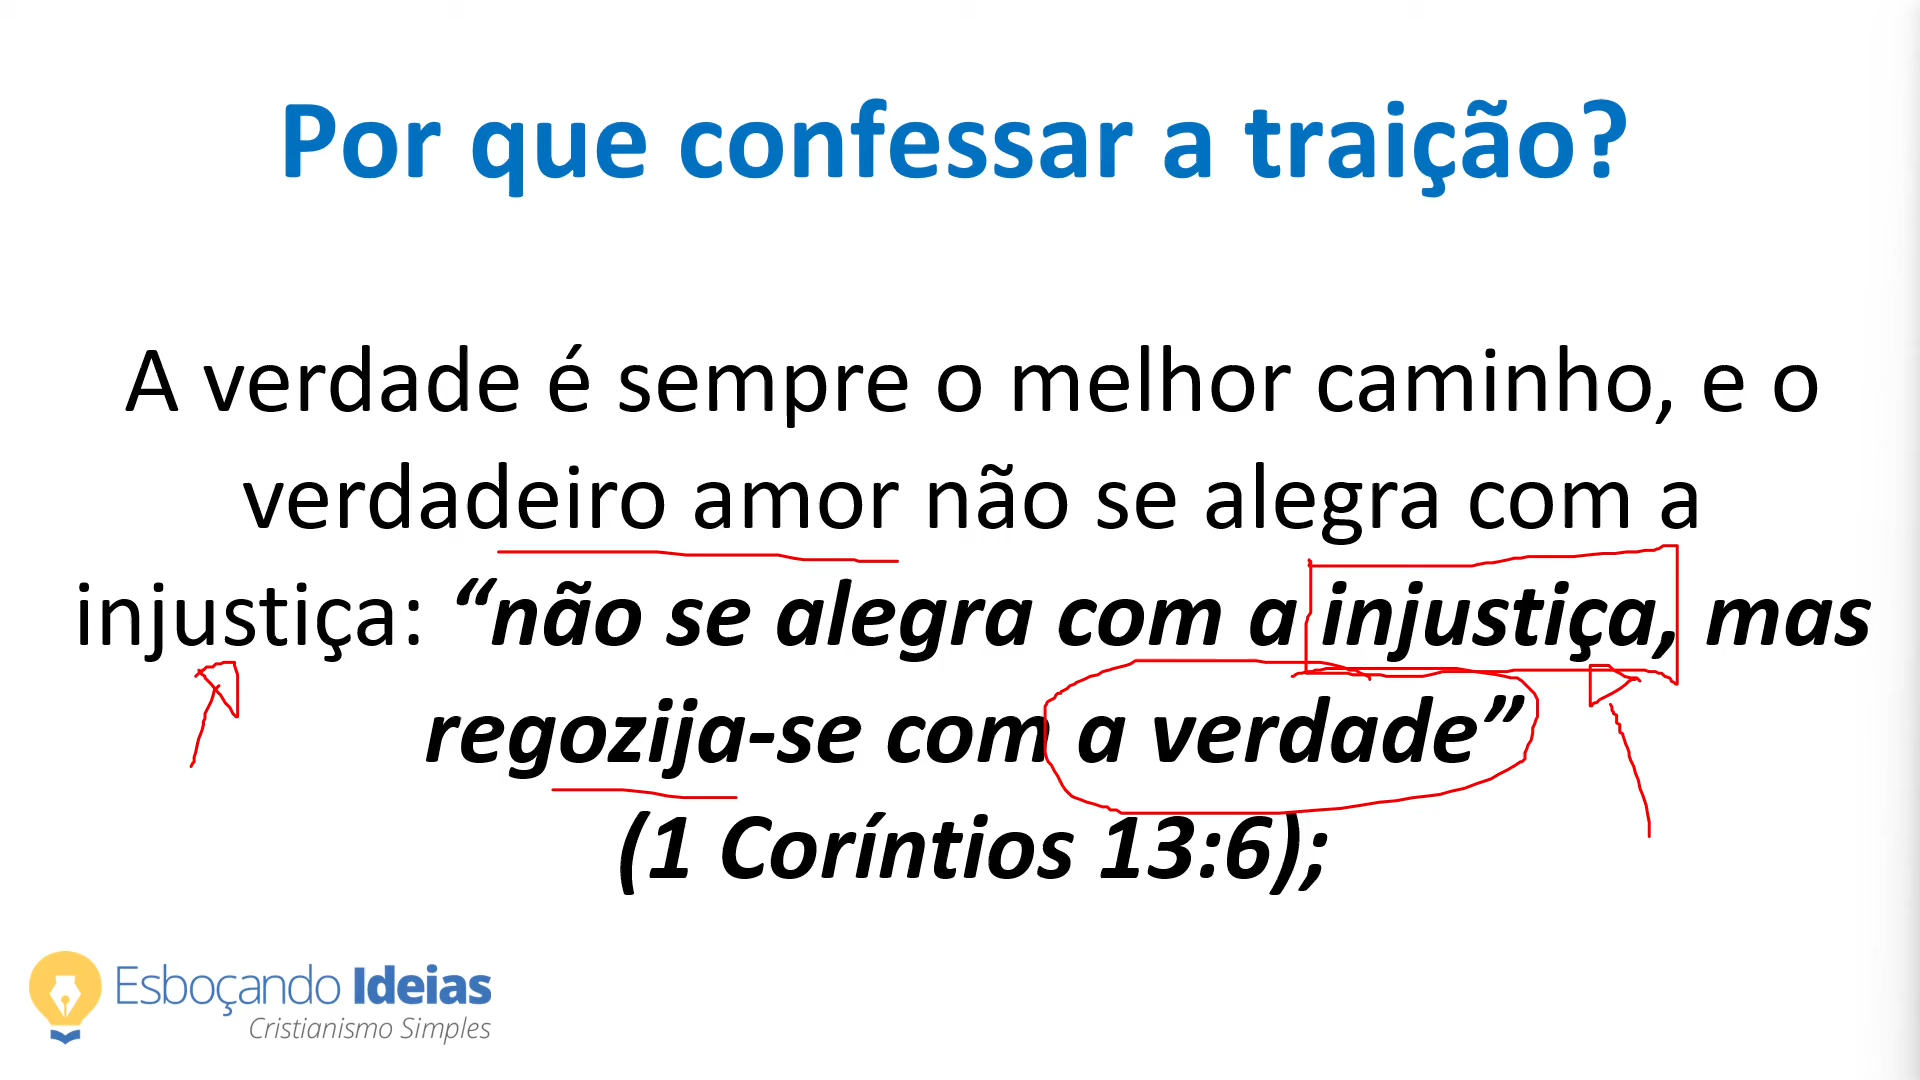 Por que confessar a traição?
A verdade é sempre o melhor caminho, e o
verdadeiro amor não se alegra com a
injustiça: “não se alegra com a injustiça, mas
regozija-se com a verdade”
(1 Coríntios 13:6);
Esboçando Ideias
Cristianismo Simples